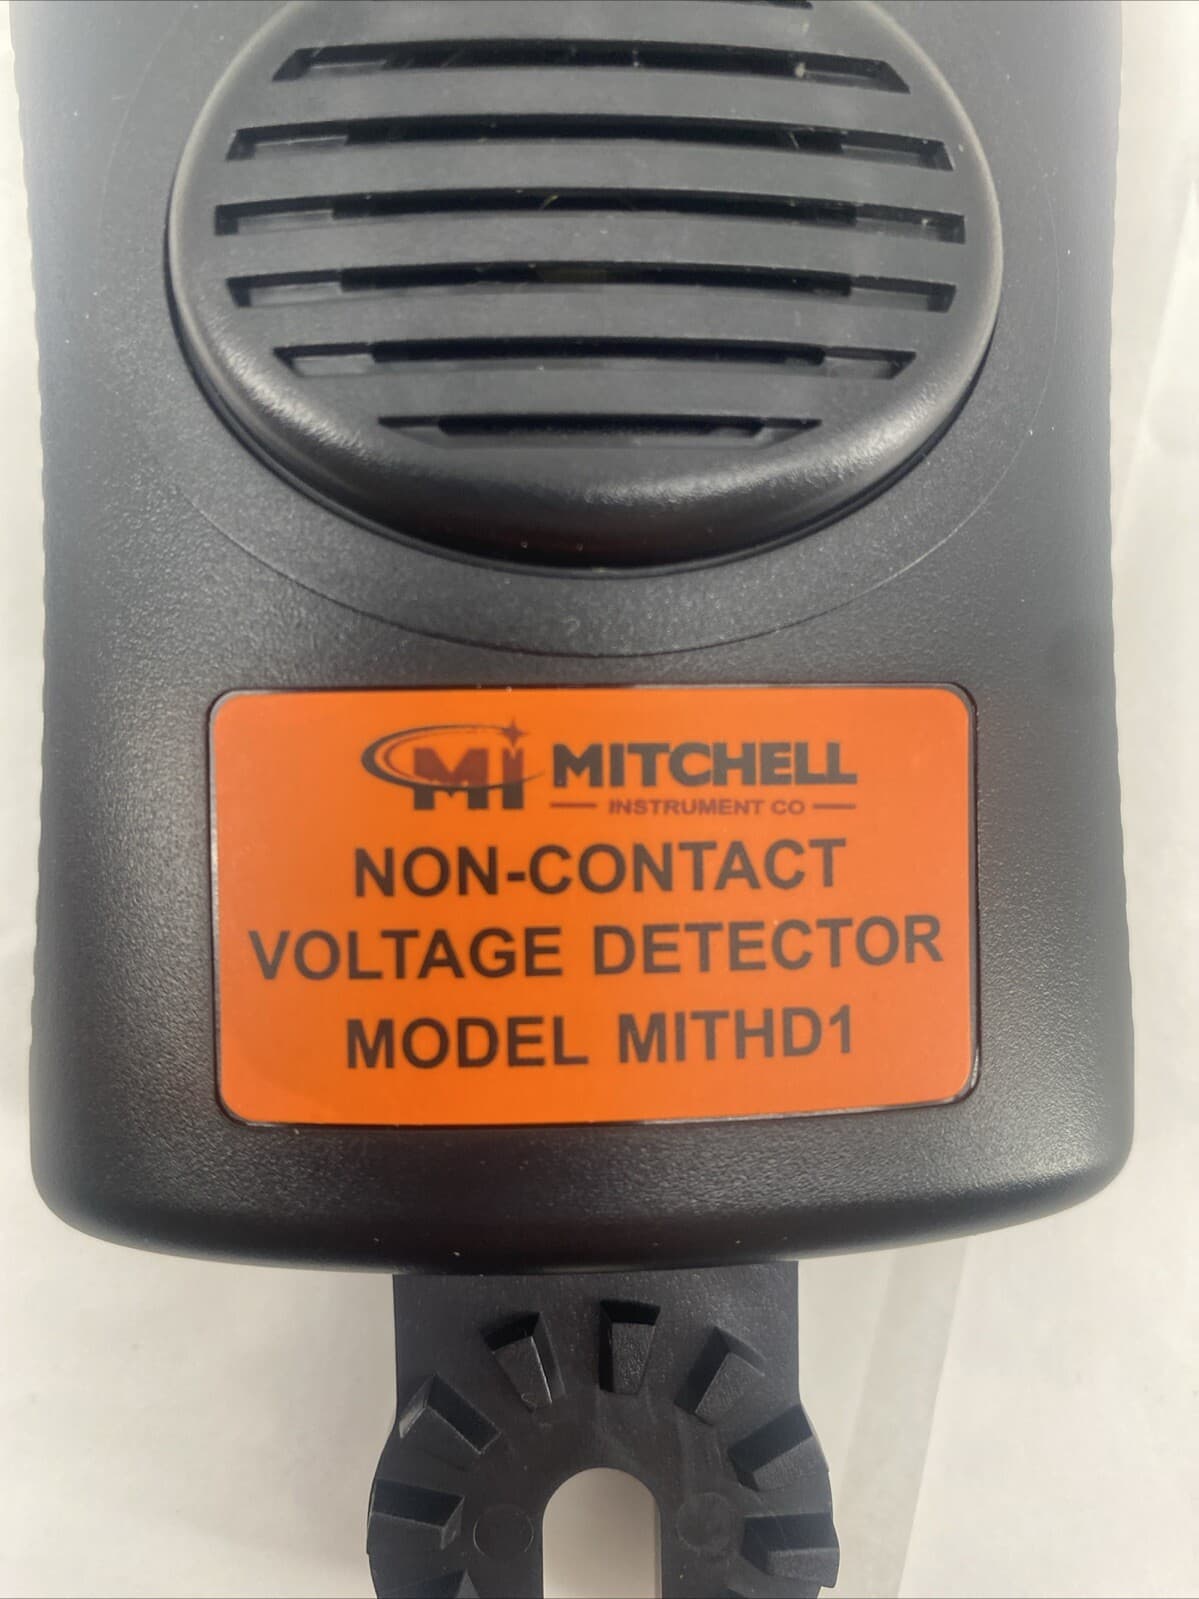 Mi MITCHELL
INSTRUMENT CO
NON-CONTACT
VOLTAGE DETECTOR
MODEL MITHD1